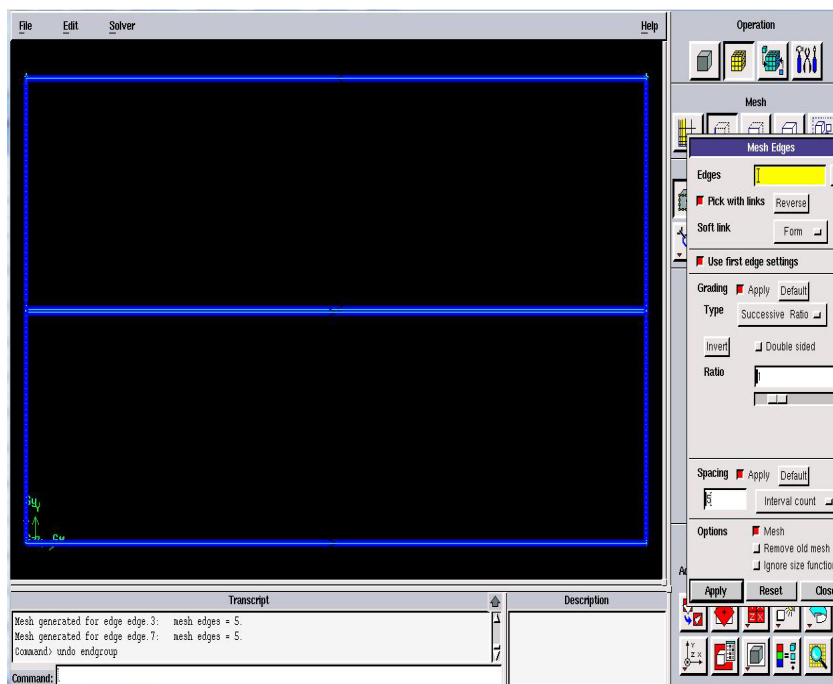 File Edit Solver Help
Operation
Mesh
Mesh Edges
Edges
Pick with links Reverse
Soft link Form
Use first edge settings
Grading Apply Default
Type Successive Ratio
Invert Double sided
Ratio
Spacing Apply Default
Interval count
Options Mesh
Remove old mesh
Ignore size function
Apply Reset Close
Transcript Description
Mesh generated for edge edge.3: mesh edges = 5.
Mesh generated for edge edge.7: mesh edges = 5.
Command> undo endgroup
Command: